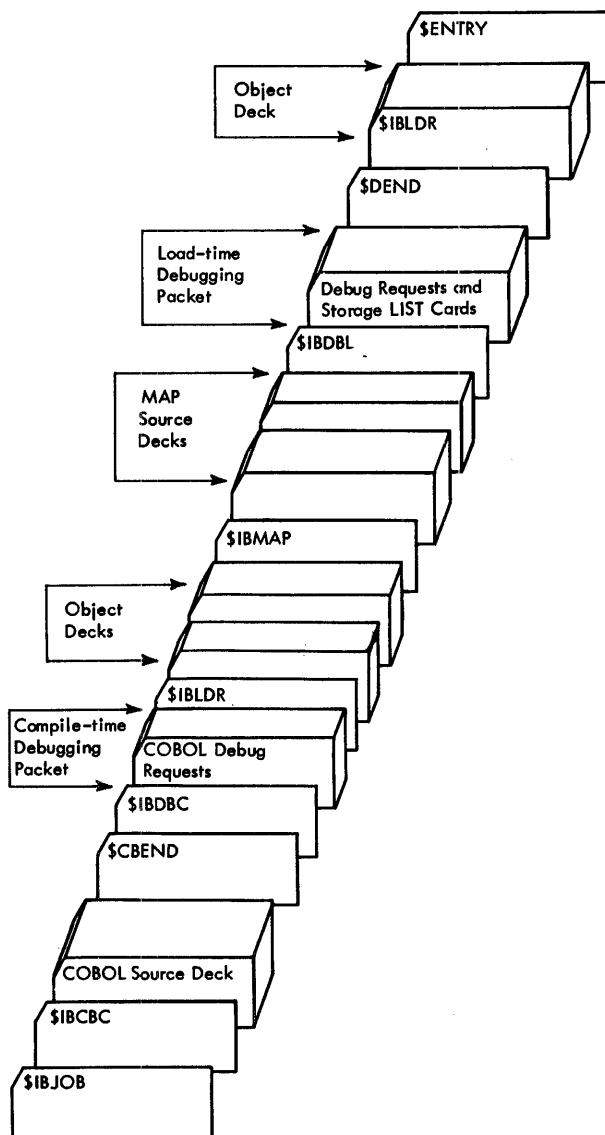 $ENTRY
Object
Deck
$IBLDR
$DEND
Load-time
Debugging
Packet
Debug Requests and
Storage LIST Cards
$IBDBL
MAP
Source
Decks
$IBMAP
Object
Decks
$IBLDR
Compile-time
Debugging
Packet
COBOL Debug
Requests
$IBDBC
$CBEND
COBOL Source Deck
$IBCBC
$IBJOB